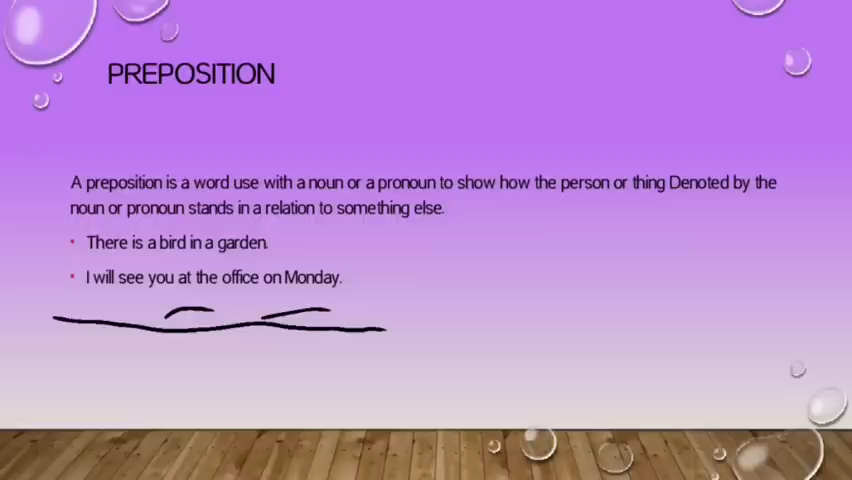 PREPOSITION
A preposition is a word use with a noun or a pronoun to show how the person or thing Denoted by the
noun or pronoun stands in a relation to something else.
• There is a bird in a garden.
• I will see you at the office on Monday.